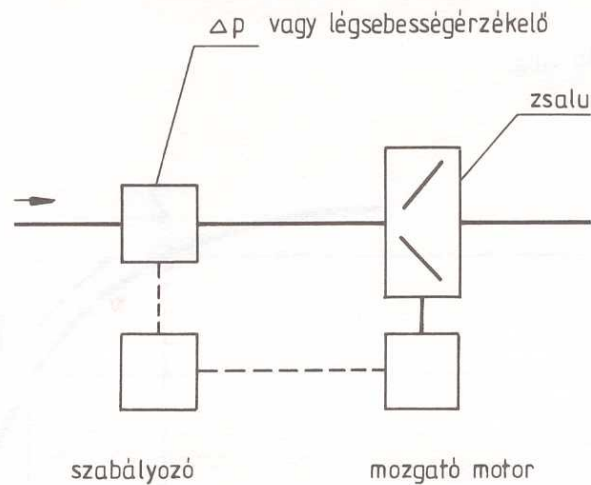 Δp vagy légsebességérzékelő
zsalu
szabályozó
mozgató motor